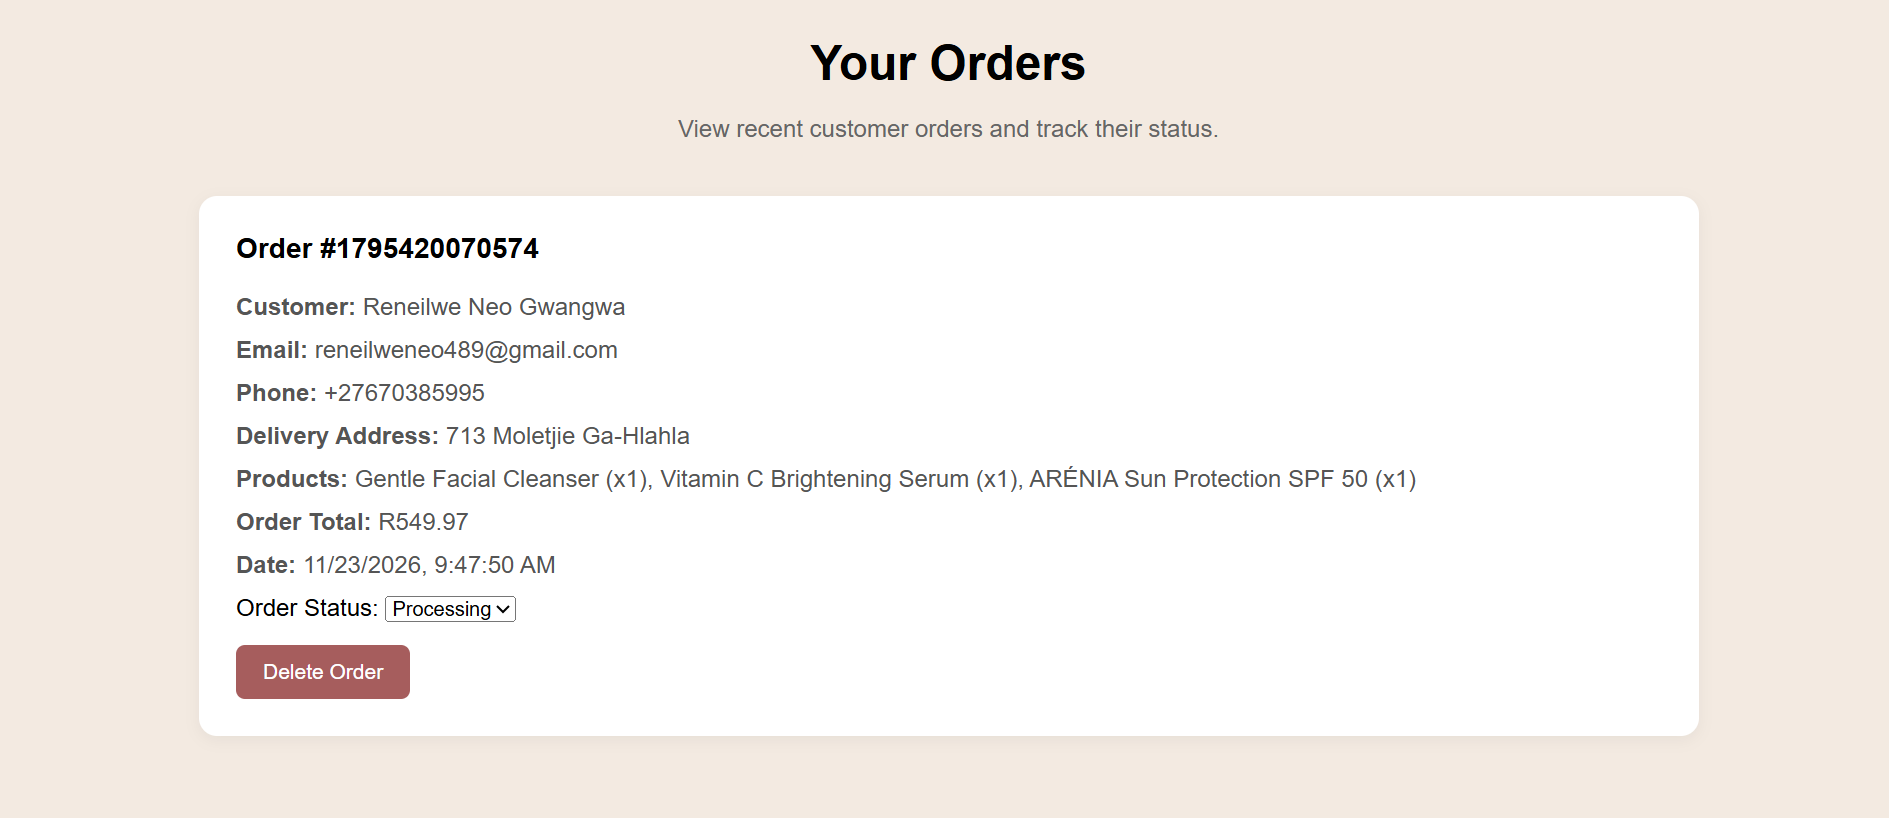 Your Orders
View recent customer orders and track their status.
Order #1795420070574
Customer: Reneilwe Neo Gwangwa
Email: reneilweneo489@gmail.com
Phone: +27670385995
Delivery Address: 713 Moletjie Ga-Hlahla
Products: Gentle Facial Cleanser (x1), Vitamin C Brightening Serum (x1), ARÉNIA Sun Protection SPF 50 (x1)
Order Total: R549.97
Date: 11/23/2026, 9:47:50 AM
Order Status: Processing
Delete Order